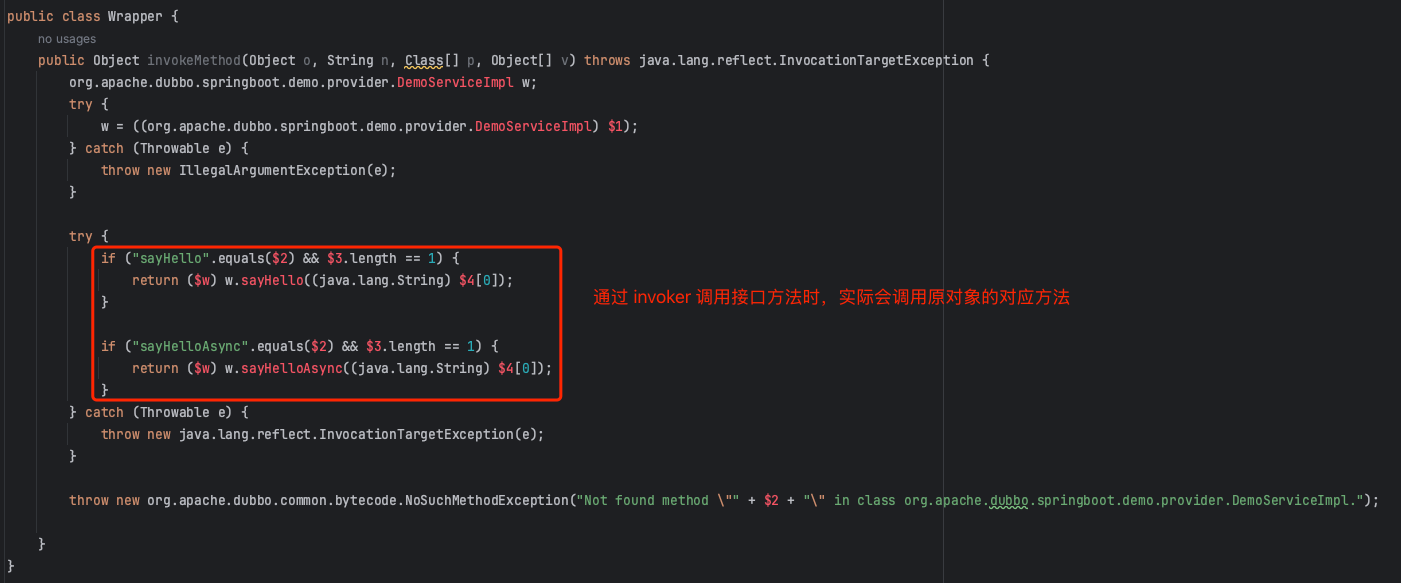 public class Wrapper {
no usages
public Object invokeMethod(Object o, String n, Class[] p, Object[] v) throws java.lang.reflect.InvocationTargetException {
org.apache.dubbo.springboot.demo.provider.DemoServiceImpl w;
try {
w = ((org.apache.dubbo.springboot.demo.provider.DemoServiceImpl) $1);
} catch (Throwable e) {
throw new IllegalArgumentException(e);
}
try {
if ("sayHello".equals($2) && $3.length == 1) {
return ($w) w.sayHello((java.lang.String) $4[0]);
通过 invoker 调用接口方法时，实际会调用原对象的对应方法
}
if ("sayHelloAsync".equals($2) && $3.length == 1) {
return ($w) w.sayHelloAsync((java.lang.String) $4[0]);
}
} catch (Throwable e) {
throw new java.lang.reflect.InvocationTargetException(e);
}
throw new org.apache.dubbo.common.bytecode.NoSuchMethodException("Not found method \"" + $2 + "\" in class org.apache.dubbo.springboot.demo.provider.DemoServiceImpl.");
}
}